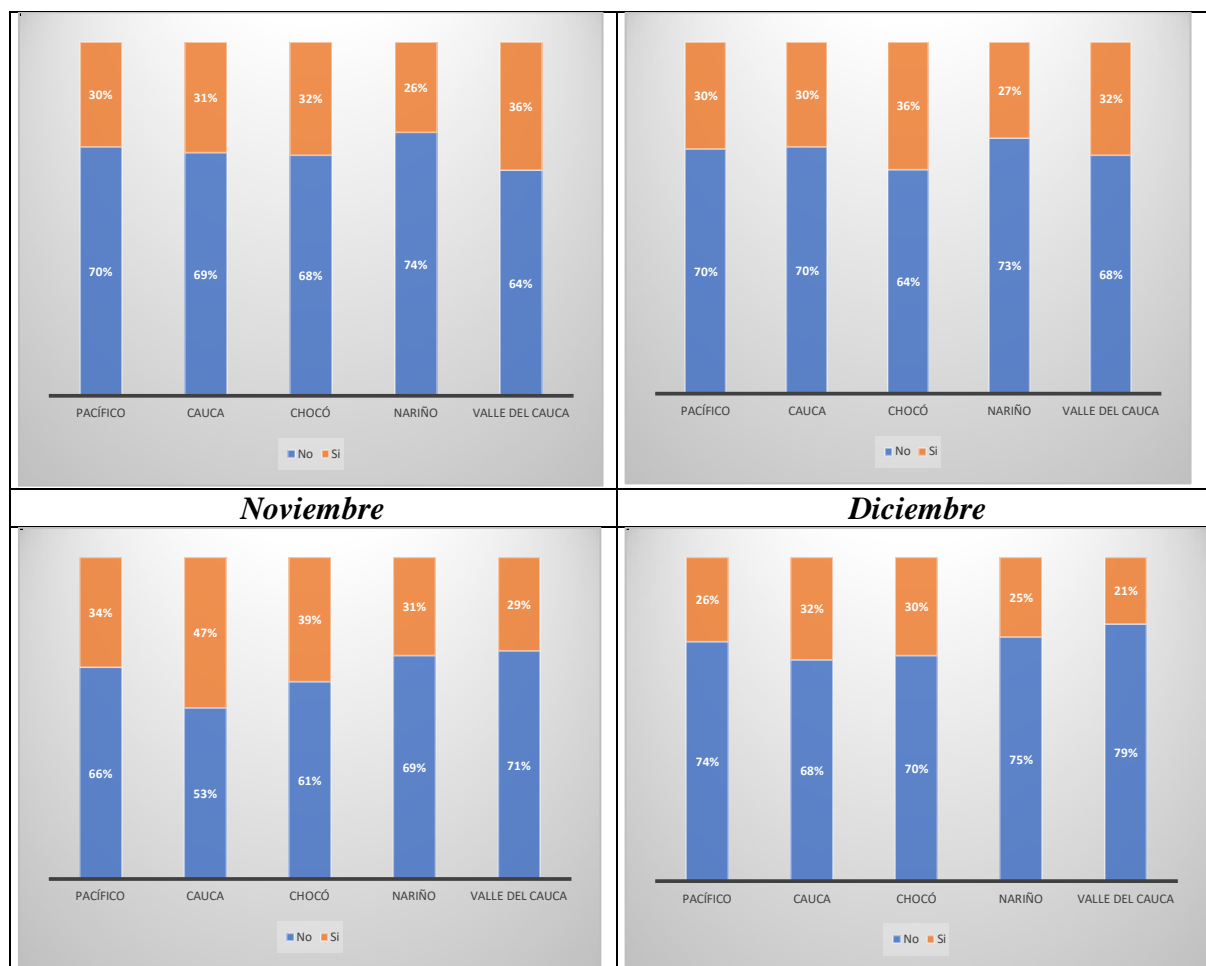 30% 31% 32% 26% 36%
70% 69% 68% 74% 64%
PACÍFICO CAUCA CHOCÓ NARIÑO VALLE DEL CAUCA
No Si
30% 30% 36% 27% 32%
70% 70% 64% 73% 68%
PACÍFICO CAUCA CHOCÓ NARIÑO VALLE DEL CAUCA
No Si
Noviembre
Diciembre
34% 47% 39% 31% 29%
66% 53% 61% 69% 71%
PACÍFICO CAUCA CHOCÓ NARIÑO VALLE DEL CAUCA
No Si
26% 32% 30% 25% 21%
74% 68% 70% 75% 79%
PACÍFICO CAUCA CHOCÓ NARIÑO VALLE DEL CAUCA
No Si